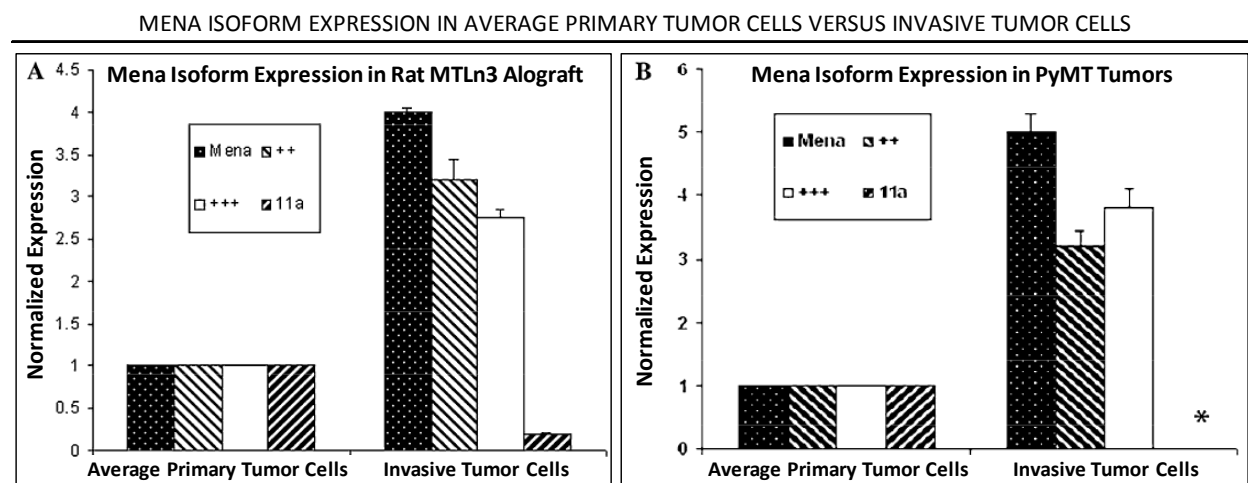 MENA ISOFORM EXPRESSION IN AVERAGE PRIMARY TUMOR CELLS VERSUS INVASIVE TUMOR CELLS
A
Mena Isoform Expression in Rat MTLn3 Alograft
Normalized Expression
4.5
4
3.5
3
2.5
2
1.5
1
0.5
0
Mena ++
+++ 11a
Average Primary Tumor Cells Invasive Tumor Cells
B
Mena Isoform Expression in PyMT Tumors
Normalized Expression
6
5
4
3
2
1
0
Mena ++
+++ 11a
*
Average Primary Tumor Cells Invasive Tumor Cells